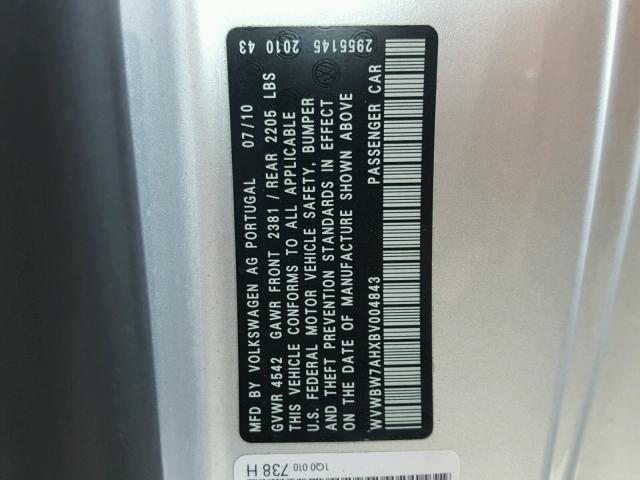 MFD BY VOLKSWAGEN AG PORTUGAL 07/10 2010 43 2955145
GVWR 4542 GAWR FRONT 2381 / REAR 2205 LBS
THIS VEHICLE CONFORMS TO ALL APPLICABLE
U.S. FEDERAL MOTOR VEHICLE SAFETY, BUMPER
AND THEFT PREVENTION STANDARDS IN EFFECT
ON THE DATE OF MANUFACTURE SHOWN ABOVE
WVWBW7AHXBV004843 PASSENGER CAR
1Q0 010 738 H